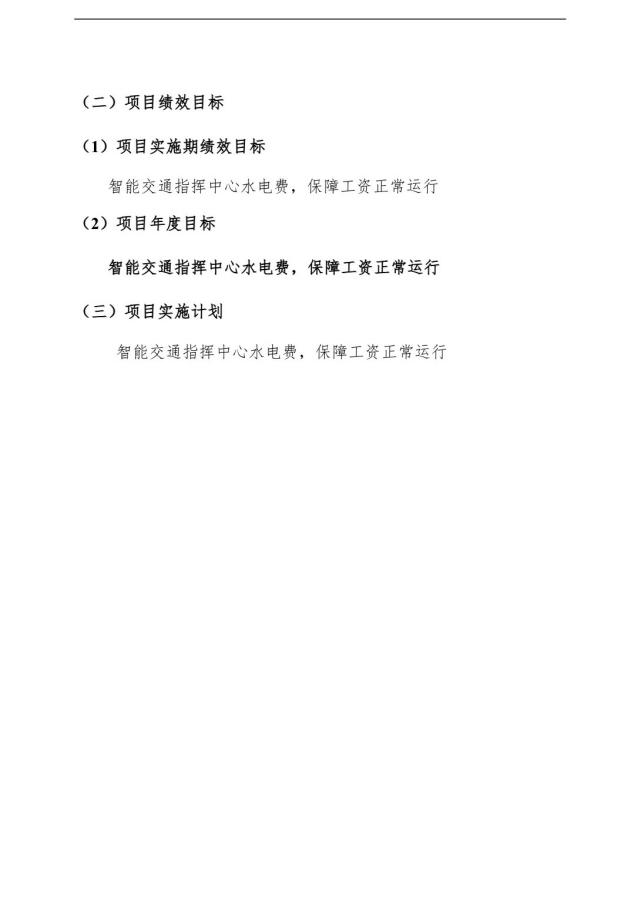 （二）项目绩效目标
（1）项目实施期绩效目标
智能交通指挥中心水电费，保障工资正常运行
（2）项目年度目标
智能交通指挥中心水电费，保障工资正常运行
（三）项目实施计划
智能交通指挥中心水电费，保障工资正常运行